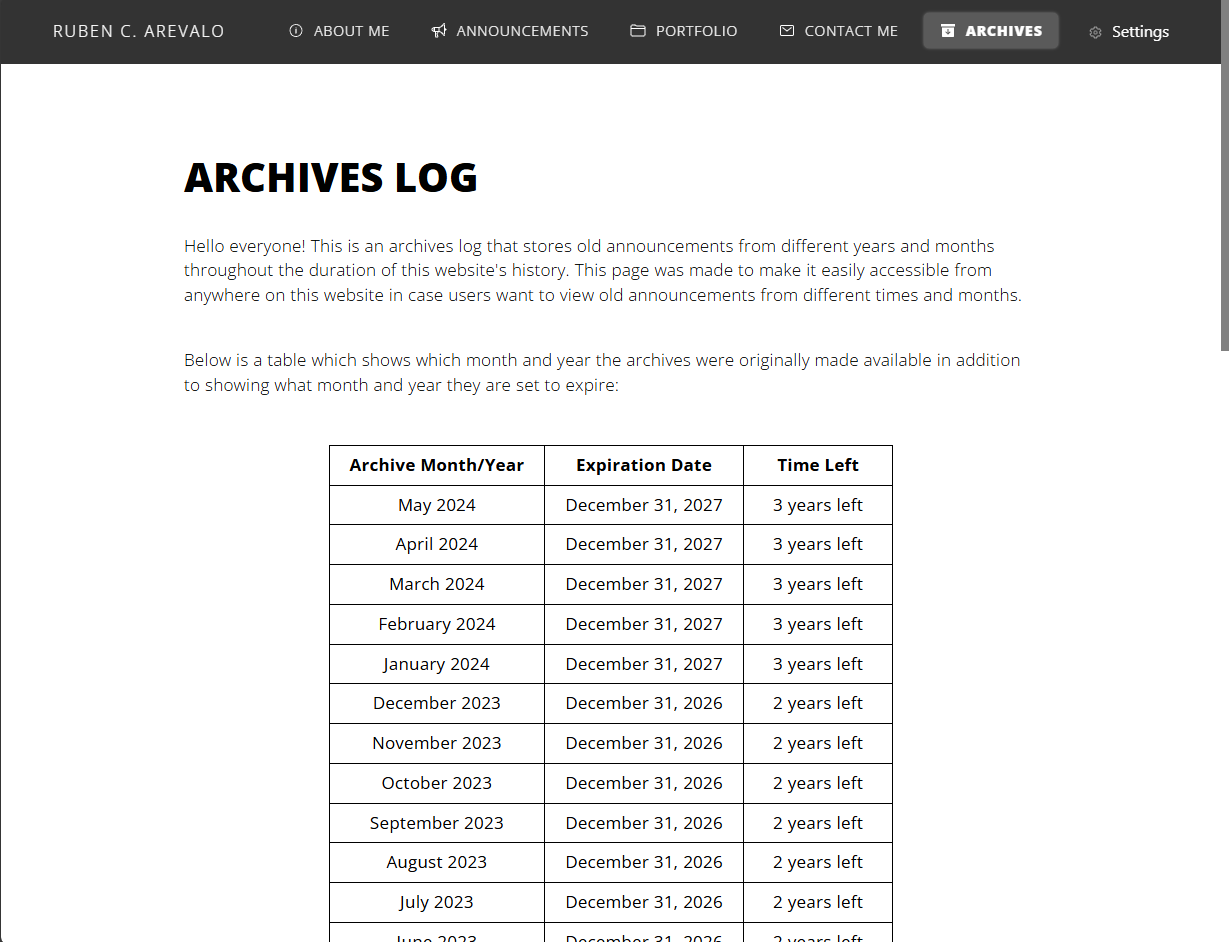 RUBEN C. AREVALO ABOUT ME ANNOUNCEMENTS PORTFOLIO CONTACT ME ARCHIVES Settings
ARCHIVES LOG
Hello everyone! This is an archives log that stores old announcements from different years and months
throughout the duration of this website's history. This page was made to make it easily accessible from
anywhere on this website in case users want to view old announcements from different times and months.
Below is a table which shows which month and year the archives were originally made available in addition
to showing what month and year they are set to expire:
Archive Month/Year Expiration Date Time Left
May 2024 December 31, 2027 3 years left
April 2024 December 31, 2027 3 years left
March 2024 December 31, 2027 3 years left
February 2024 December 31, 2027 3 years left
January 2024 December 31, 2027 3 years left
December 2023 December 31, 2026 2 years left
November 2023 December 31, 2026 2 years left
October 2023 December 31, 2026 2 years left
September 2023 December 31, 2026 2 years left
August 2023 December 31, 2026 2 years left
July 2023 December 31, 2026 2 years left
June 2023 December 31, 2026 2 years left